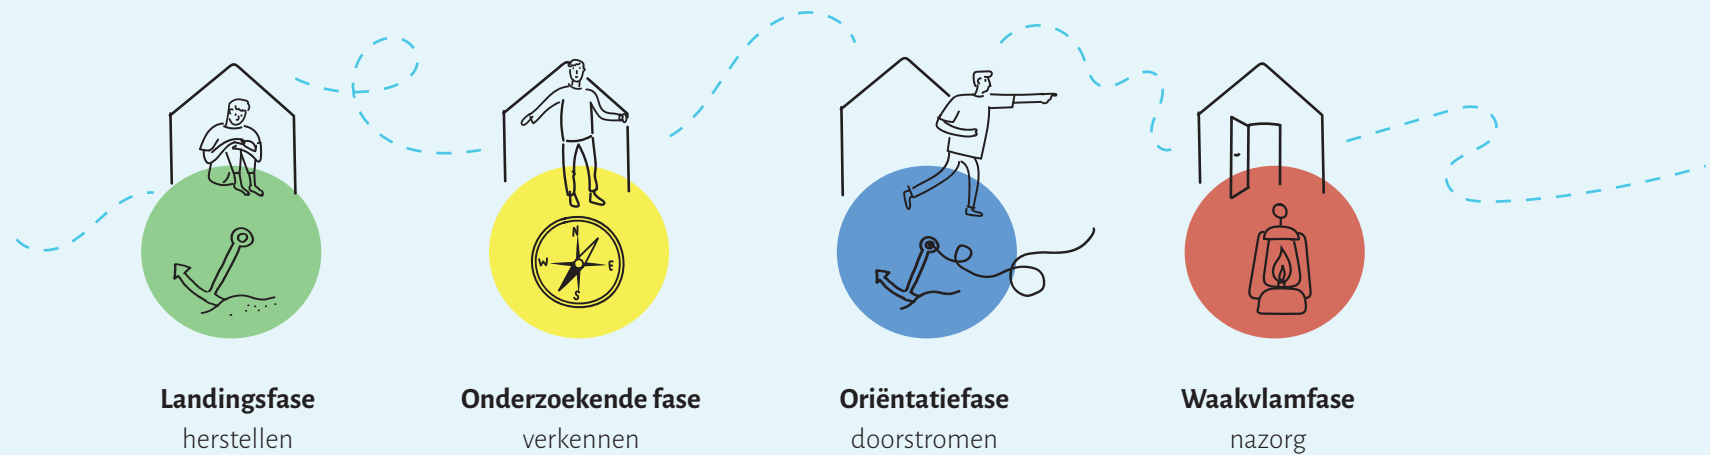 N
W E
S
Landingsfase
herstellen
Onderzoekende fase
verkennen
Oriëntatiefase
doorstromen
Waakvlamfase
nazorg